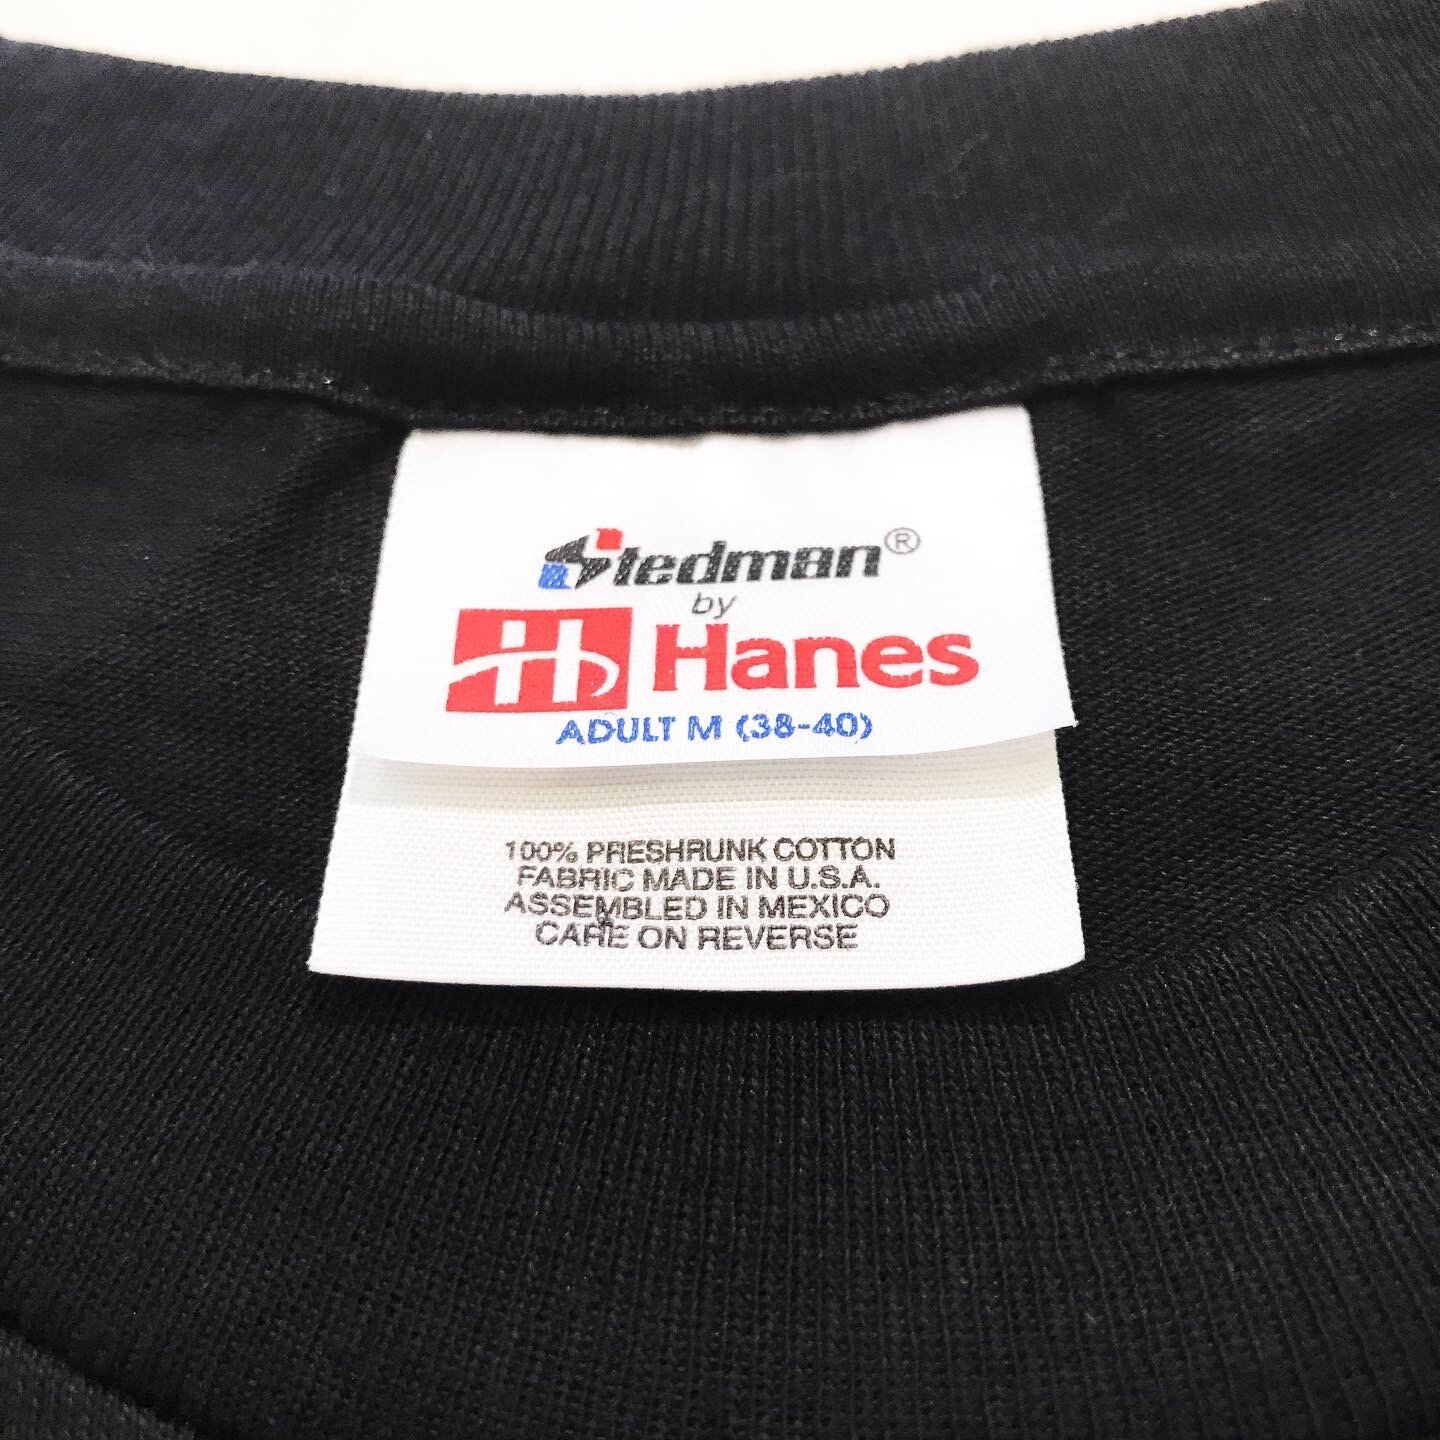 Stedman®
by
H Hanes
ADULT M (38-40)
100% PRESHRUNK COTTON
FABRIC MADE IN U.S.A.
ASSEMBLED IN MEXICO
CARE ON REVERSE